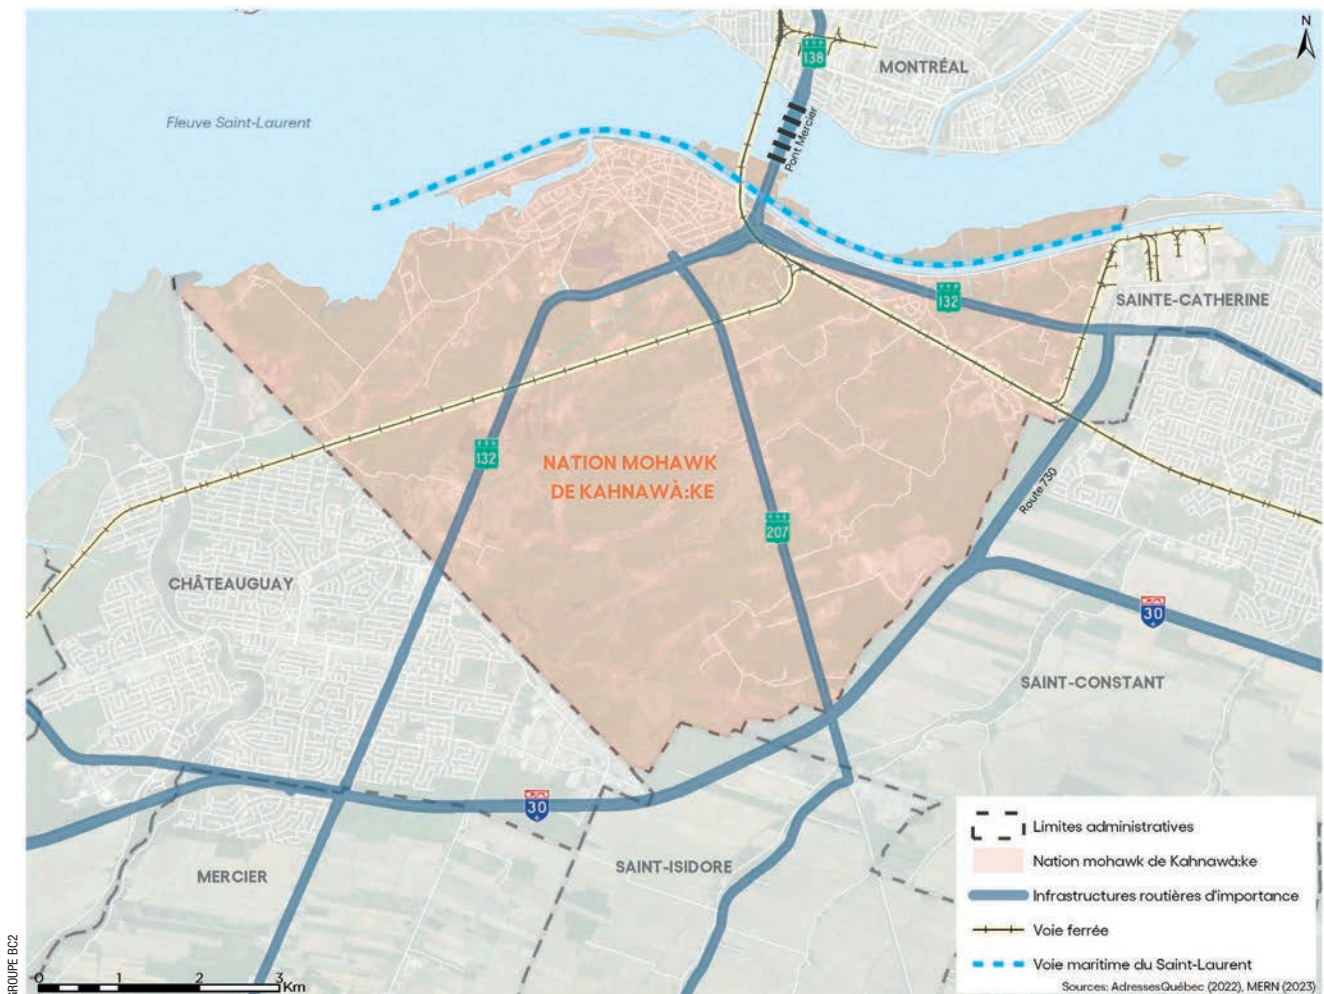 N
138
MONTRÉAL
Fleuve Saint-Laurent
Pont Mercier
132
SAINTE-CATHERINE
132
NATION MOHAWK
DE KAHNAWÀ:KE
Route 730
207
CHÂTEAUGUAY
30
SAINT-CONSTANT
30
SAINT-ISIDORE
MERCIER
Limites administratives
Nation mohawk de Kahnawà:ke
Infrastructures routières d'importance
Voie ferrée
Voie maritime du Saint-Laurent
Sources: AdressesQuébec (2022), MERN (2023)
0 1 2 3 Km
GROUPE BC2